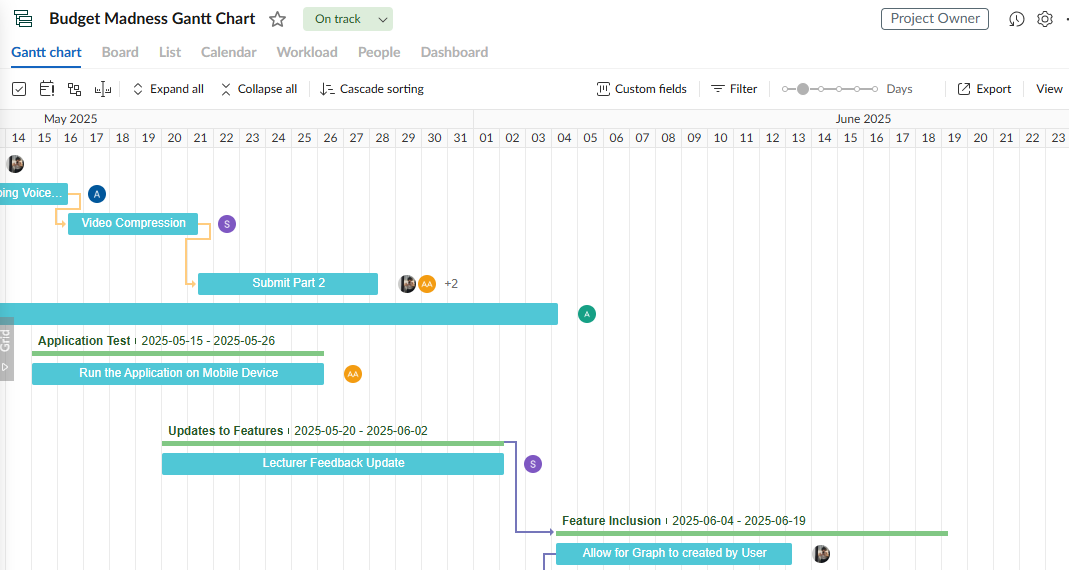 Budget Madness Gantt Chart On track Project Owner
Gantt chart Board List Calendar Workload People Dashboard
Expand all Collapse all Cascade sorting Custom fields Filter Days Export View
May 2025 June 2025
14 15 16 17 18 19 20 21 22 23 24 25 26 27 28 29 30 31 01 02 03 04 05 06 07 08 09 10 11 12 13 14 15 16 17 18 19 20 21 22 23
ing Voice... A
Video Compression S
Submit Part 2 AA +2
A
Grid
Application Test 2025-05-15 - 2025-05-26
Run the Application on Mobile Device AA
Updates to Features 2025-05-20 - 2025-06-02
Lecturer Feedback Update S
Feature Inclusion 2025-06-04 - 2025-06-19
Allow for Graph to created by User